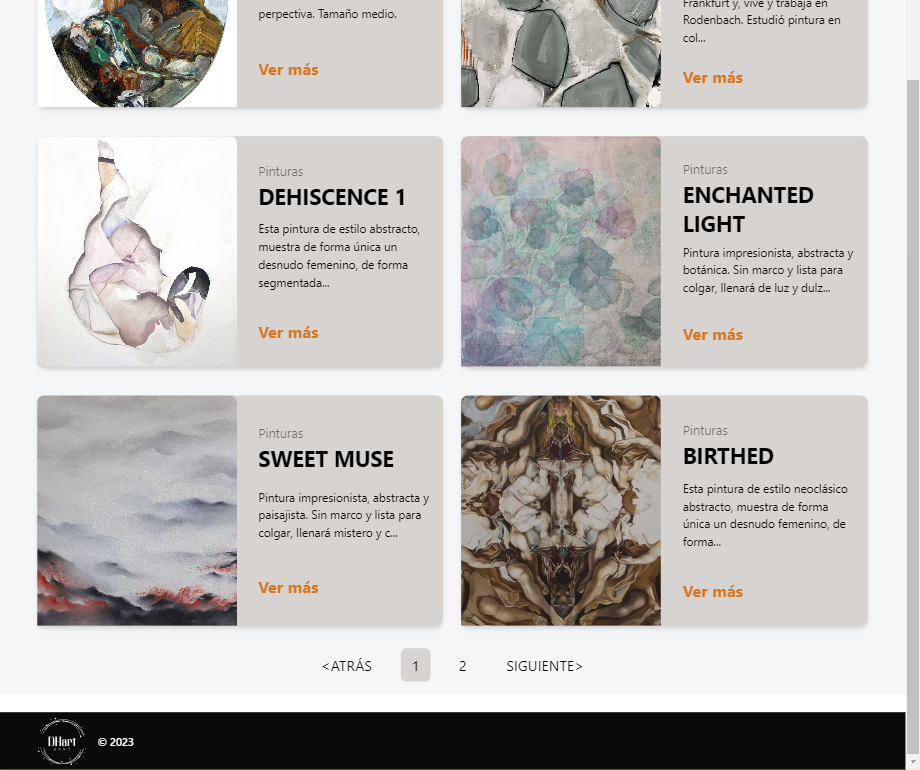 perpectiva. Tamaño medio.
Ver más
Frankfurt y, vive y trabaja en
Rodenbach. Estudió pintura en
col...
Ver más
Pinturas
DEHISCENCE 1
Esta pintura de estilo abstracto,
muestra de forma única un
desnudo femenino, de forma
segmentada...
Ver más
Pinturas
ENCHANTED
LIGHT
Pintura impresionista, abstracta y
botánica. Sin marco y lista para
colgar, llenará de luz y dulz...
Ver más
Pinturas
SWEET MUSE
Pintura impresionista, abstracta y
paisajista. Sin marco y lista para
colgar, llenará mistero y c...
Ver más
Pinturas
BIRTHED
Esta pintura de estilo neoclásico
abstracto, muestra de forma
única un desnudo femenino, de
forma...
Ver más
<ATRÁS 1 2 SIGUIENTE>
DHart
© 2023